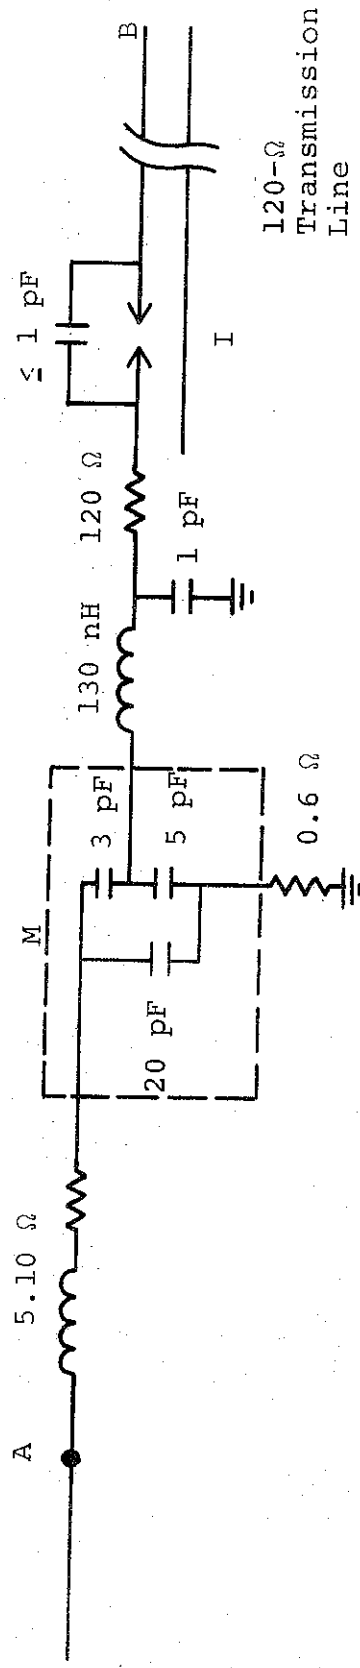 A
5.10 Ω
M
20 pF
3 pF
5 pF
0.6 Ω
130 nH
1 pF
120 Ω
≤ 1 pF
I
B
120-Ω
Transmission
Line